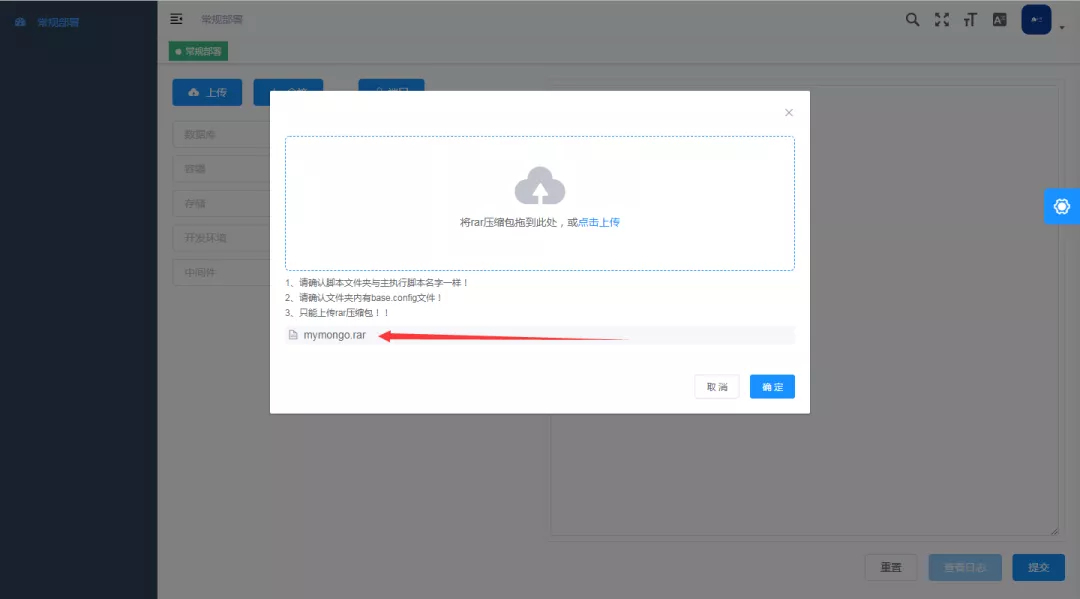 常规部署
常规部署
常规部署
上传
数据库
容器
存储
开发环境
中间件
将rar压缩包拖到此处，或点击上传
1、请确认脚本文件夹与主执行脚本名字一样！
2、请确认文件夹内有base.config文件！
3、只能上传rar压缩包！！
mymongo.rar
取 消
确 定
重置
查看日志
提交